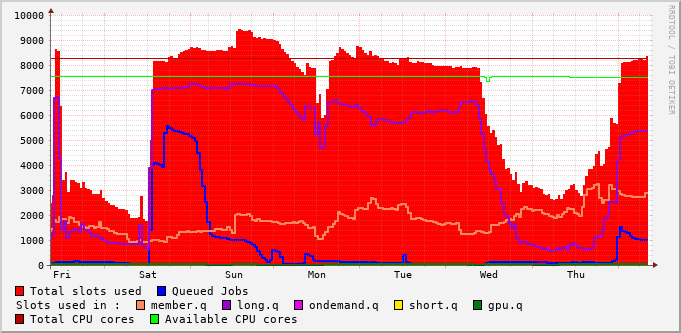 RRDTOOL / TOBI OETIKER
10000
9000
8000
7000
6000
5000
4000
3000
2000
1000
0
Fri Sat Sun Mon Tue Wed Thu
Total slots used Queued Jobs
Slots used in : member.q long.q ondemand.q short.q gpu.q
Total CPU cores Available CPU cores